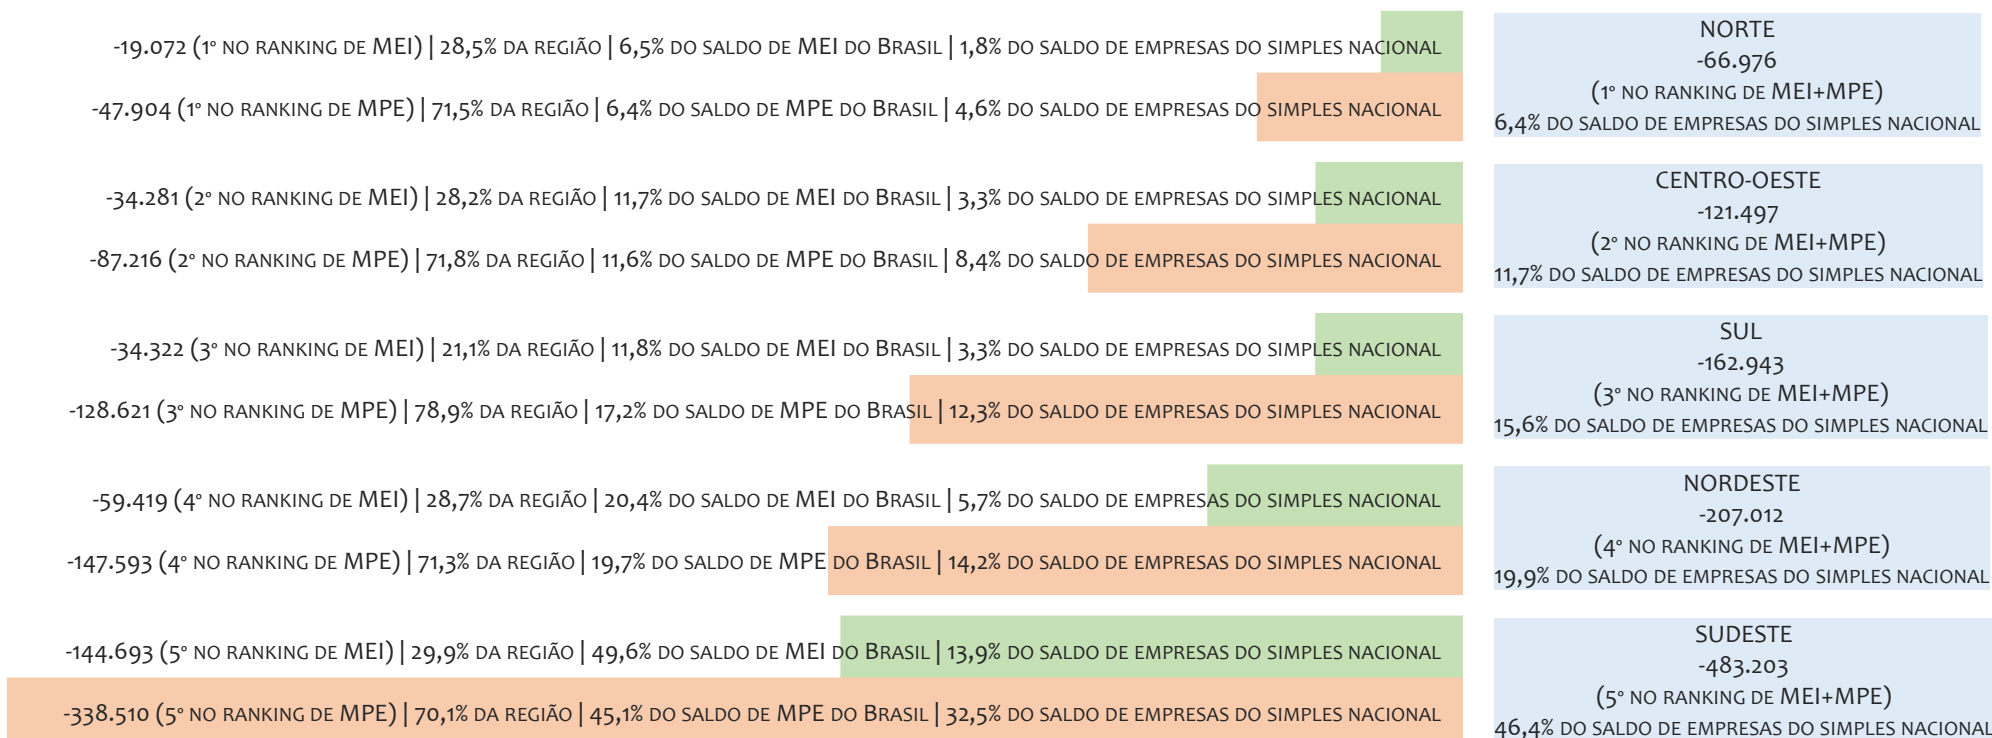 -19.072 (1º NO RANKING DE MEI) | 28,5% DA REGIÃO | 6,5% DO SALDO DE MEI DO BRASIL | 1,8% DO SALDO DE EMPRESAS DO SIMPLES NACIONAL
-47.904 (1º NO RANKING DE MPE) | 71,5% DA REGIÃO | 6,4% DO SALDO DE MPE DO BRASIL | 4,6% DO SALDO DE EMPRESAS DO SIMPLES NACIONAL
NORTE
-66.976
(1º NO RANKING DE MEI+MPE)
6,4% DO SALDO DE EMPRESAS DO SIMPLES NACIONAL
-34.281 (2º NO RANKING DE MEI) | 28,2% DA REGIÃO | 11,7% DO SALDO DE MEI DO BRASIL | 3,3% DO SALDO DE EMPRESAS DO SIMPLES NACIONAL
-87.216 (2º NO RANKING DE MPE) | 71,8% DA REGIÃO | 11,6% DO SALDO DE MPE DO BRASIL | 8,4% DO SALDO DE EMPRESAS DO SIMPLES NACIONAL
CENTRO-OESTE
-121.497
(2º NO RANKING DE MEI+MPE)
11,7% DO SALDO DE EMPRESAS DO SIMPLES NACIONAL
-34.322 (3º NO RANKING DE MEI) | 21,1% DA REGIÃO | 11,8% DO SALDO DE MEI DO BRASIL | 3,3% DO SALDO DE EMPRESAS DO SIMPLES NACIONAL
-128.621 (3º NO RANKING DE MPE) | 78,9% DA REGIÃO | 17,2% DO SALDO DE MPE DO BRASIL | 12,3% DO SALDO DE EMPRESAS DO SIMPLES NACIONAL
SUL
-162.943
(3º NO RANKING DE MEI+MPE)
15,6% DO SALDO DE EMPRESAS DO SIMPLES NACIONAL
-59.419 (4º NO RANKING DE MEI) | 28,7% DA REGIÃO | 20,4% DO SALDO DE MEI DO BRASIL | 5,7% DO SALDO DE EMPRESAS DO SIMPLES NACIONAL
-147.593 (4º NO RANKING DE MPE) | 71,3% DA REGIÃO | 19,7% DO SALDO DE MPE DO BRASIL | 14,2% DO SALDO DE EMPRESAS DO SIMPLES NACIONAL
NORDESTE
-207.012
(4º NO RANKING DE MEI+MPE)
19,9% DO SALDO DE EMPRESAS DO SIMPLES NACIONAL
-144.693 (5º NO RANKING DE MEI) | 29,9% DA REGIÃO | 49,6% DO SALDO DE MEI DO BRASIL | 13,9% DO SALDO DE EMPRESAS DO SIMPLES NACIONAL
-338.510 (5º NO RANKING DE MPE) | 70,1% DA REGIÃO | 45,1% DO SALDO DE MPE DO BRASIL | 32,5% DO SALDO DE EMPRESAS DO SIMPLES NACIONAL
SUDESTE
-483.203
(5º NO RANKING DE MEI+MPE)
46,4% DO SALDO DE EMPRESAS DO SIMPLES NACIONAL